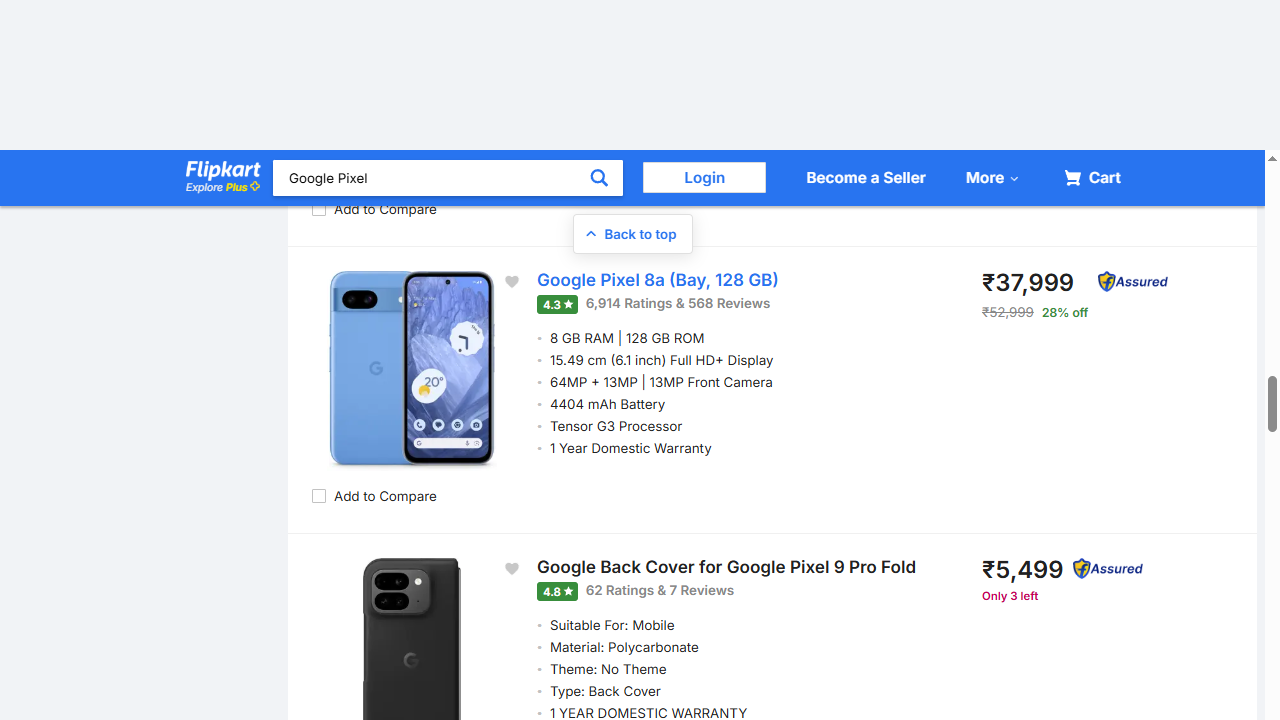 Flipkart
Explore Plus
Google Pixel
Login
Become a Seller
More
Cart
Add to Compare
Back to top
Google Pixel 8a (Bay, 128 GB)
4.3
6,914 Ratings & 568 Reviews
8 GB RAM | 128 GB ROM
15.49 cm (6.1 inch) Full HD+ Display
64MP + 13MP | 13MP Front Camera
4404 mAh Battery
Tensor G3 Processor
1 Year Domestic Warranty
₹37,999
Assured
₹52,999 28% off
20°
Add to Compare
Google Back Cover for Google Pixel 9 Pro Fold
4.8
62 Ratings & 7 Reviews
Suitable For: Mobile
Material: Polycarbonate
Theme: No Theme
Type: Back Cover
1 YEAR DOMESTIC WARRANTY
₹5,499
Assured
Only 3 left